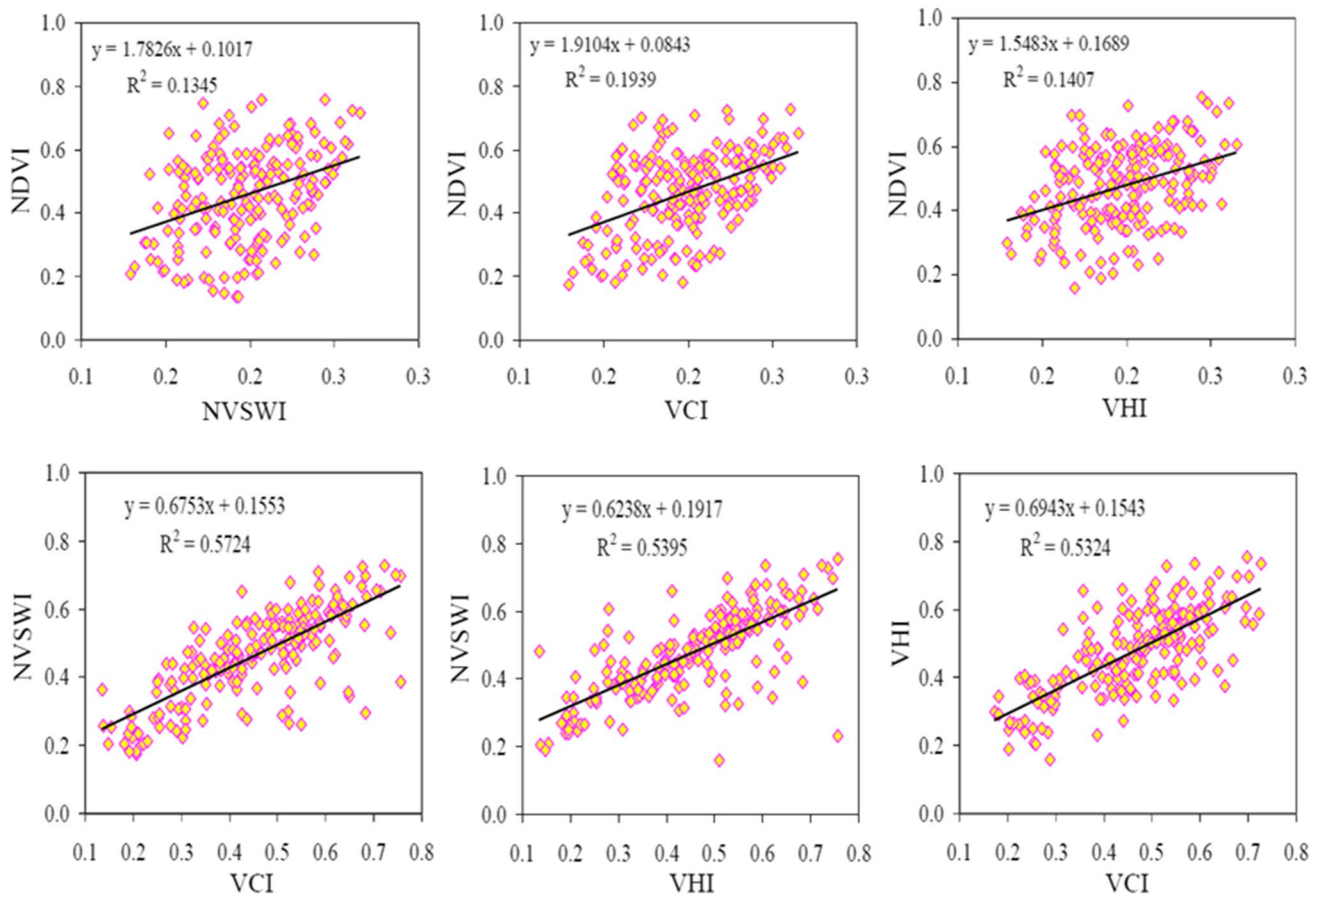 y = 1.7826x + 0.1017
R² = 0.1345
1.0
0.8
0.6
0.4
0.2
0.0
NDVI
0.1 0.2 0.2 0.3 0.3
NVSWI
y = 1.9104x + 0.0843
R² = 0.1939
1.0
0.8
0.6
0.4
0.2
0.0
NDVI
0.1 0.2 0.2 0.3 0.3
VCI
y = 1.5483x + 0.1689
R² = 0.1407
1.0
0.8
0.6
0.4
0.2
0.0
NDVI
0.1 0.2 0.2 0.3 0.3
VHI
y = 0.6753x + 0.1553
R² = 0.5724
1.0
0.8
0.6
0.4
0.2
0.0
NVSWI
0.1 0.2 0.3 0.4 0.5 0.6 0.7 0.8
VCI
y = 0.6238x + 0.1917
R² = 0.5395
1.0
0.8
0.6
0.4
0.2
0.0
NVSWI
0.1 0.2 0.3 0.4 0.5 0.6 0.7 0.8
VHI
y = 0.6943x + 0.1543
R² = 0.5324
1.0
0.8
0.6
0.4
0.2
0.0
VHI
0.1 0.2 0.3 0.4 0.5 0.6 0.7 0.8
VCI